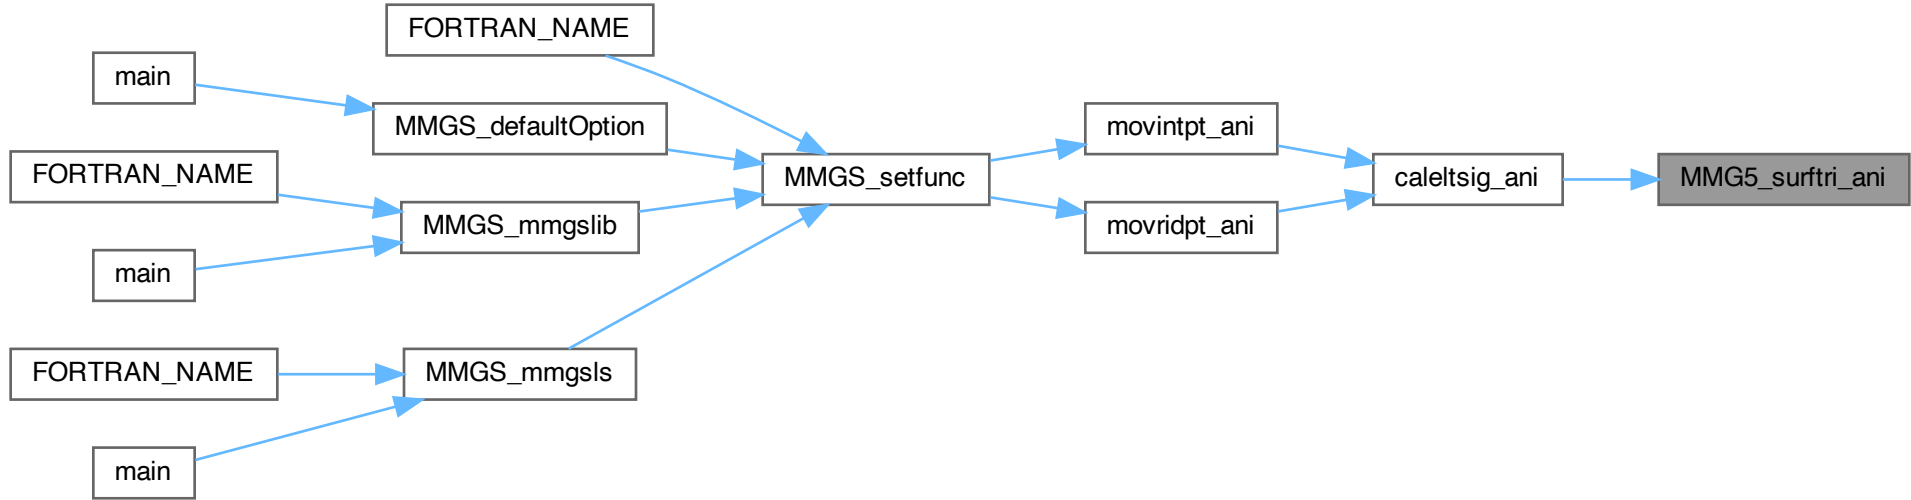 FORTRAN_NAME
main
MMGS_defaultOption
movintpt_ani
FORTRAN_NAME
MMGS_setfunc
caleltsig_ani
MMG5_surftri_ani
MMGS_mmgslib
movridpt_ani
main
FORTRAN_NAME
MMGS_mmgsls
main